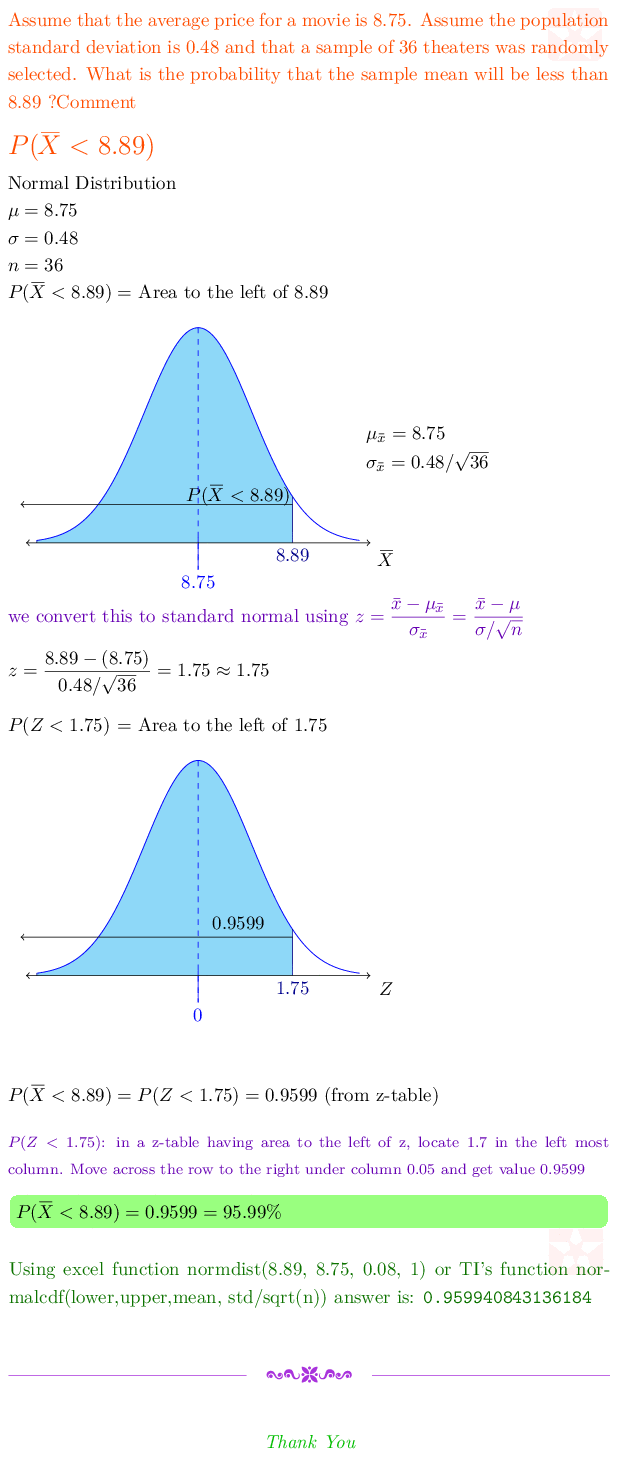 Assume that the average price for a movie is 8.75. Assume the population
standard deviation is 0.48 and that a sample of 36 theaters was randomly
selected. What is the probability that the sample mean will be less than
8.89 ?Comment
P(X̅ < 8.89)
Normal Distribution
μ = 8.75
σ = 0.48
n = 36
P(X̅ < 8.89) = Area to the left of 8.89
μx̄ = 8.75
σx̄ = 0.48/√36
P(X̅ < 8.89)
8.89
X̅
8.75
we convert this to standard normal using z = (x̄ − μx̄)/σx̄ = (x̄ − μ)/(σ/√n)
z = (8.89 − (8.75))/(0.48/√36) = 1.75 ≈ 1.75
P(Z < 1.75) = Area to the left of 1.75
0.9599
1.75
Z
0
P(X̅ < 8.89) = P(Z < 1.75) = 0.9599 (from z-table)
P(Z < 1.75): in a z-table having area to the left of z, locate 1.7 in the left most
column. Move across the row to the right under column 0.05 and get value 0.9599
P(X̅ < 8.89) = 0.9599 = 95.99%
Using excel function normdist(8.89, 8.75, 0.08, 1) or TI's function nor-
malcdf(lower,upper,mean, std/sqrt(n)) answer is: 0.959940843136184
Thank You